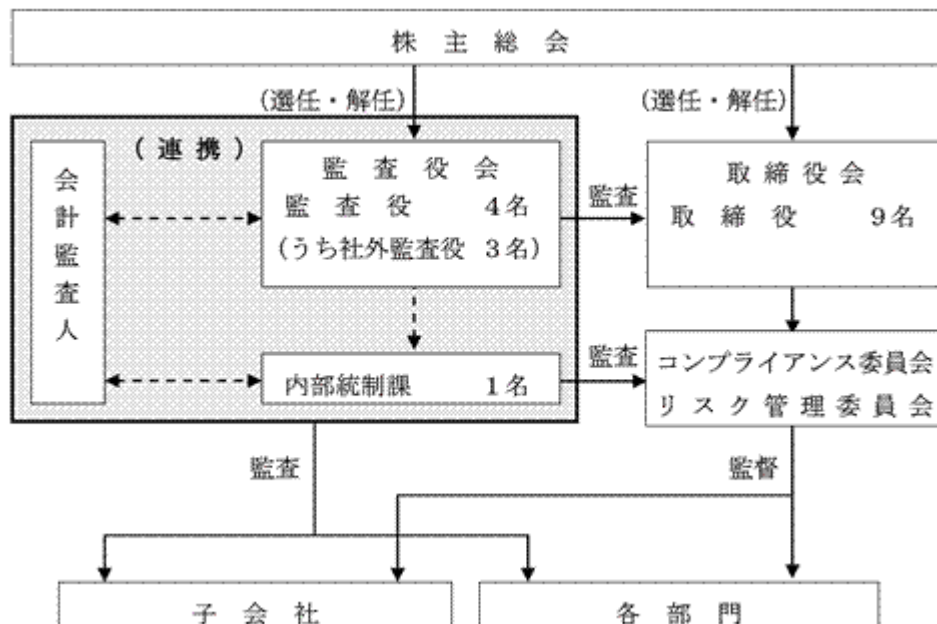 株主総会
(選任・解任)
(選任・解任)
(連携)
会計監査人
監査役会
監査役 4名
(うち社外監査役 3名)
監査
取締役会
取締役 9名
内部統制課 1名
監査
コンプライアンス委員会
リスク管理委員会
監査
監督
子会社
各部門